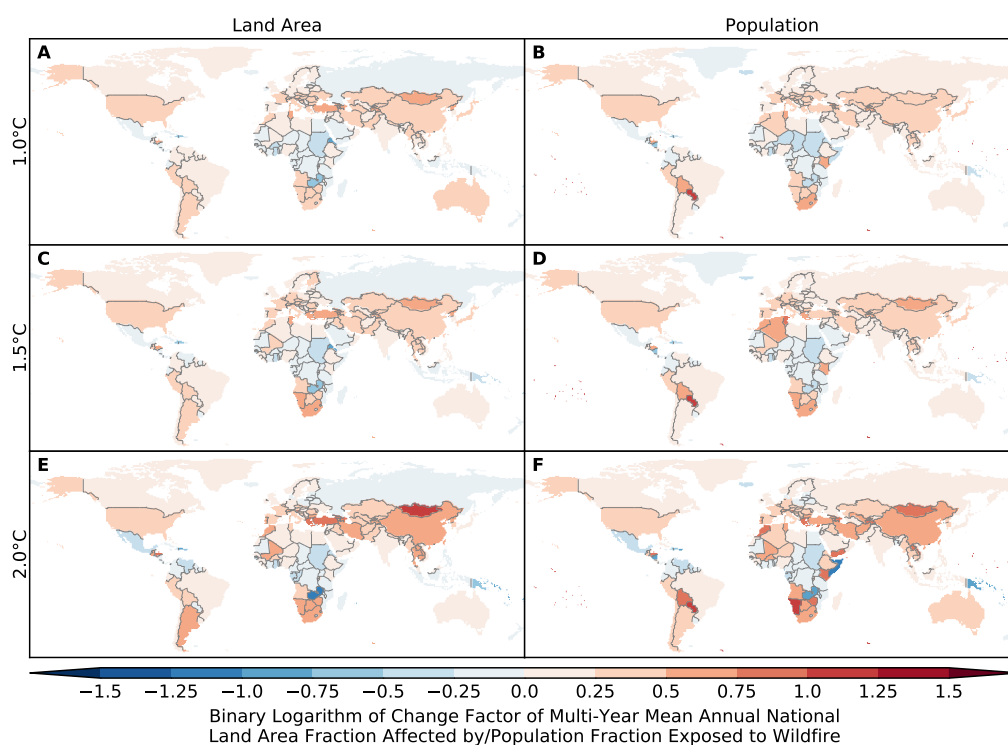 Land Area
Population
A
B
1.0°C
C
D
1.5°C
E
F
2.0°C
−1.5 −1.25 −1.0 −0.75 −0.5 −0.25 0.0 0.25 0.5 0.75 1.0 1.25 1.5
Binary Logarithm of Change Factor of Multi-Year Mean Annual National
Land Area Fraction Affected by/Population Fraction Exposed to Wildfire